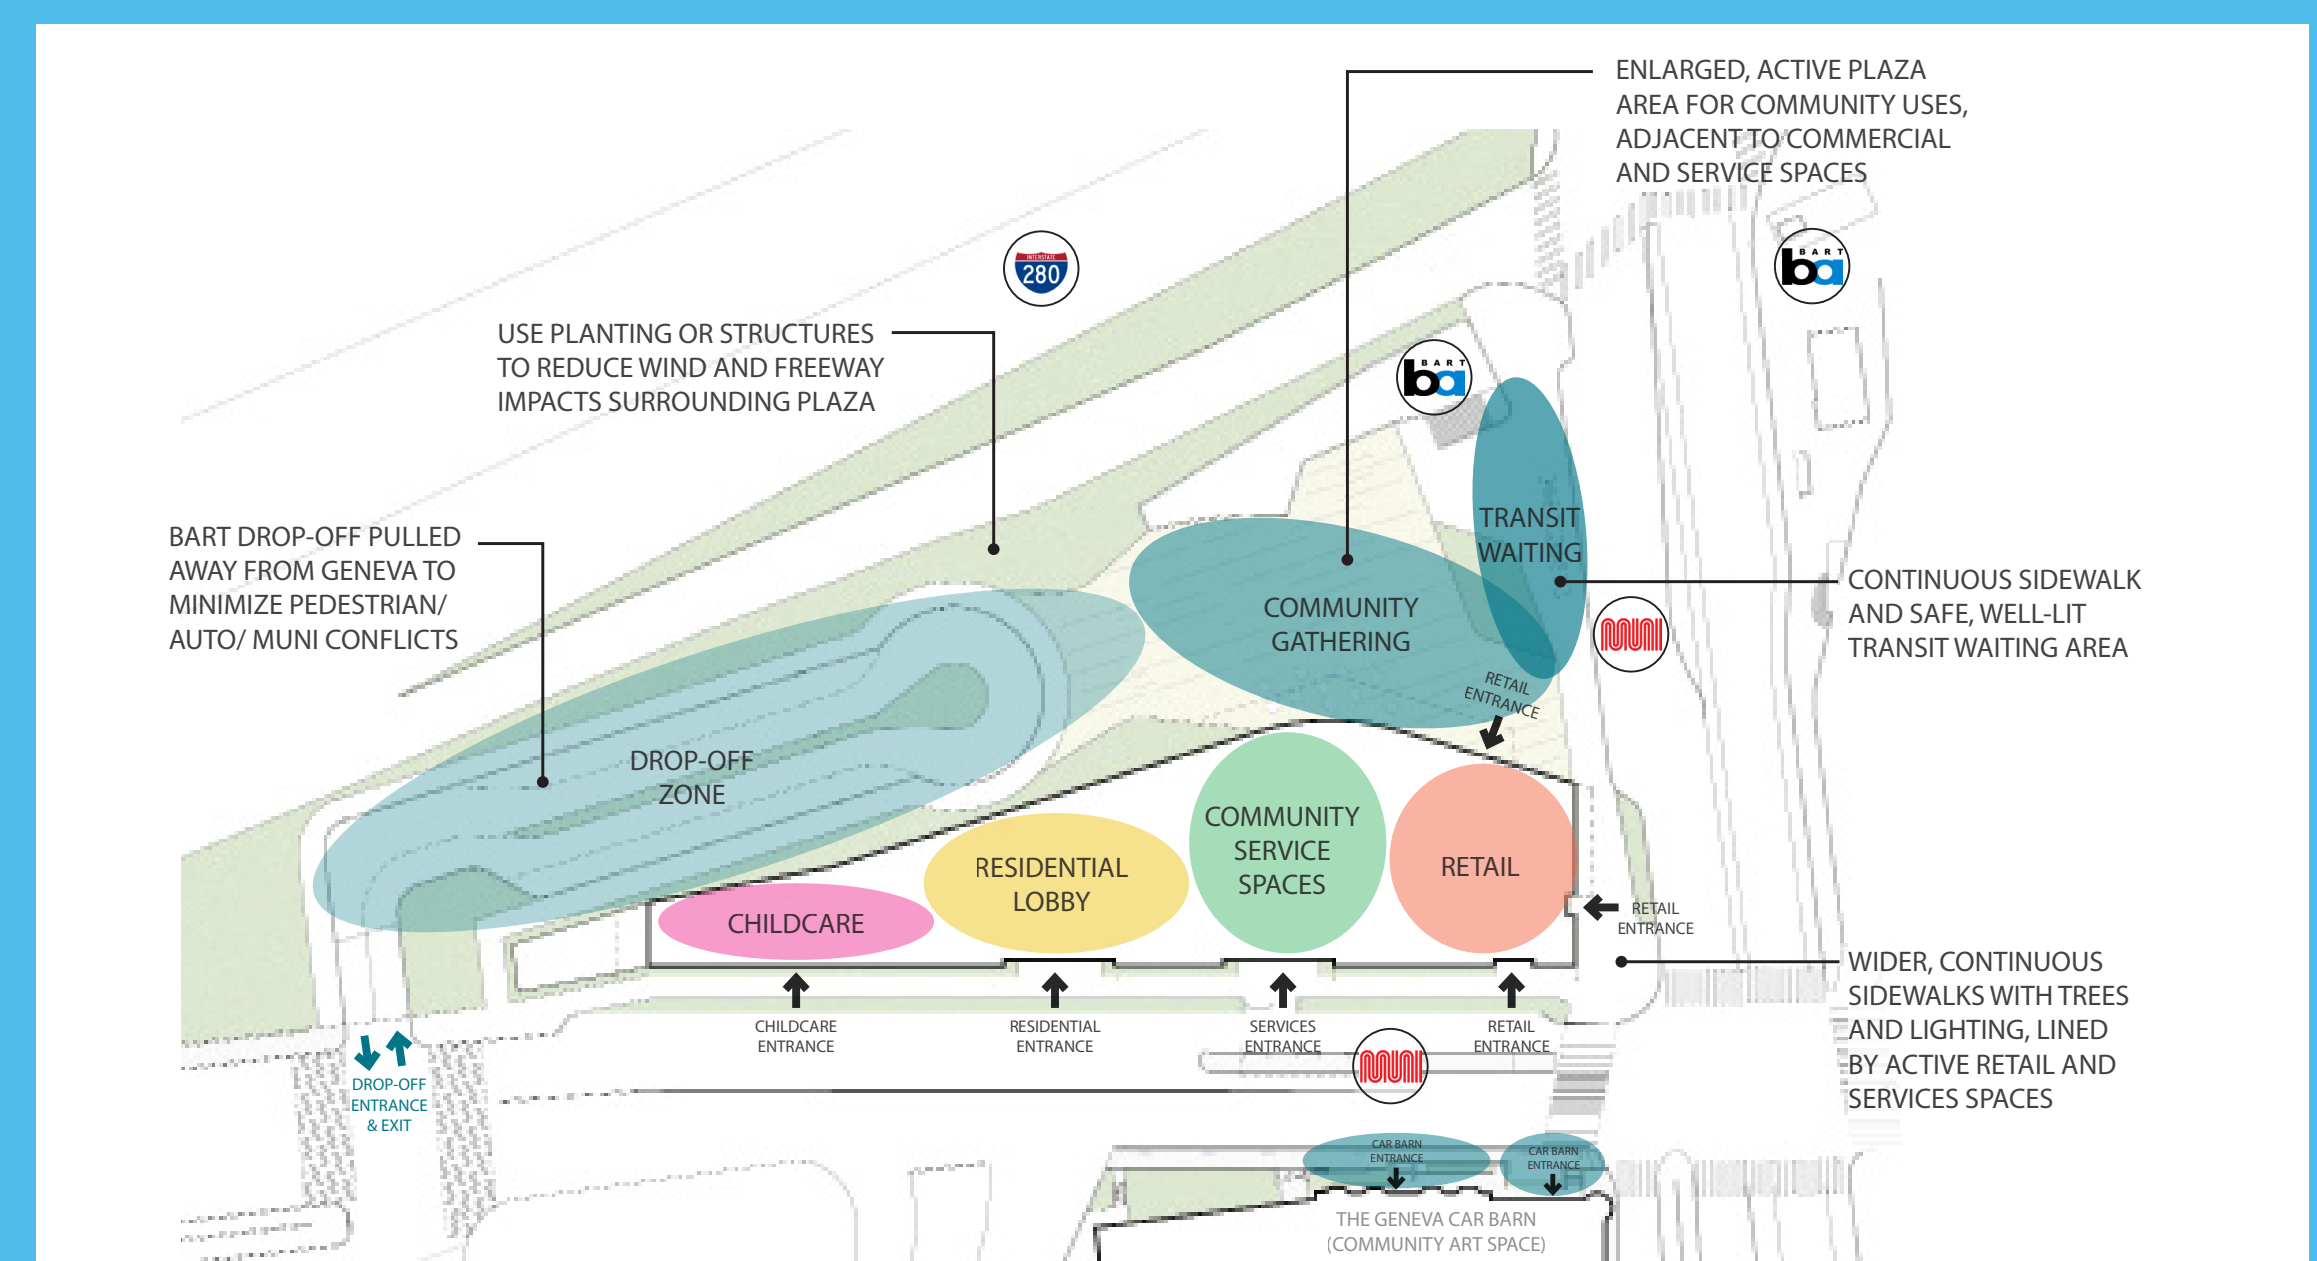 ENLARGED, ACTIVE PLAZA
AREA FOR COMMUNITY USES,
ADJACENT TO COMMERCIAL
AND SERVICE SPACES
INTERSTATE
280
BART
ba
USE PLANTING OR STRUCTURES
TO REDUCE WIND AND FREEWAY
IMPACTS SURROUNDING PLAZA
BART
ba
BART DROP-OFF PULLED
AWAY FROM GENEVA TO
MINIMIZE PEDESTRIAN/
AUTO/ MUNI CONFLICTS
TRANSIT
WAITING
CONTINUOUS SIDEWALK
AND SAFE, WELL-LIT
TRANSIT WAITING AREA
COMMUNITY
GATHERING
MUNI
RETAIL
ENTRANCE
DROP-OFF
ZONE
COMMUNITY
SERVICE
SPACES
RESIDENTIAL
LOBBY
RETAIL
CHILDCARE
RETAIL
ENTRANCE
WIDER, CONTINUOUS
SIDEWALKS WITH TREES
AND LIGHTING, LINED
BY ACTIVE RETAIL AND
SERVICES SPACES
CHILDCARE
ENTRANCE
RESIDENTIAL
ENTRANCE
SERVICES
ENTRANCE
RETAIL
ENTRANCE
MUNI
DROP-OFF
ENTRANCE
& EXIT
CAR BARN
ENTRANCE
CAR BARN
ENTRANCE
THE GENEVA CAR BARN
(COMMUNITY ART SPACE)